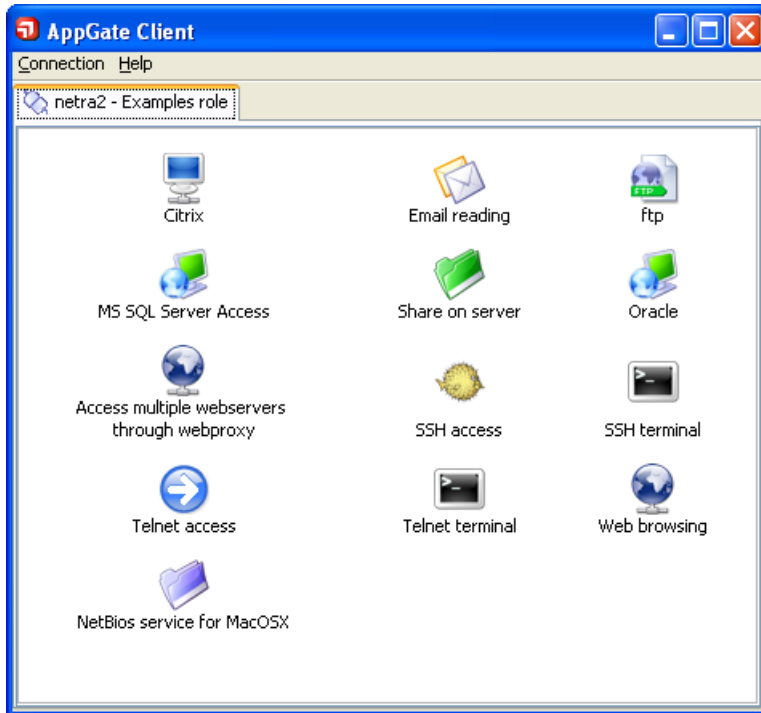 AppGate Client
Connection Help
netra2 - Examples role
Citrix
Email reading
ftp
FTP
MS SQL Server Access
Share on server
Oracle
Access multiple webservers
through webproxy
SSH access
SSH terminal
Telnet access
Telnet terminal
Web browsing
NetBios service for MacOSX